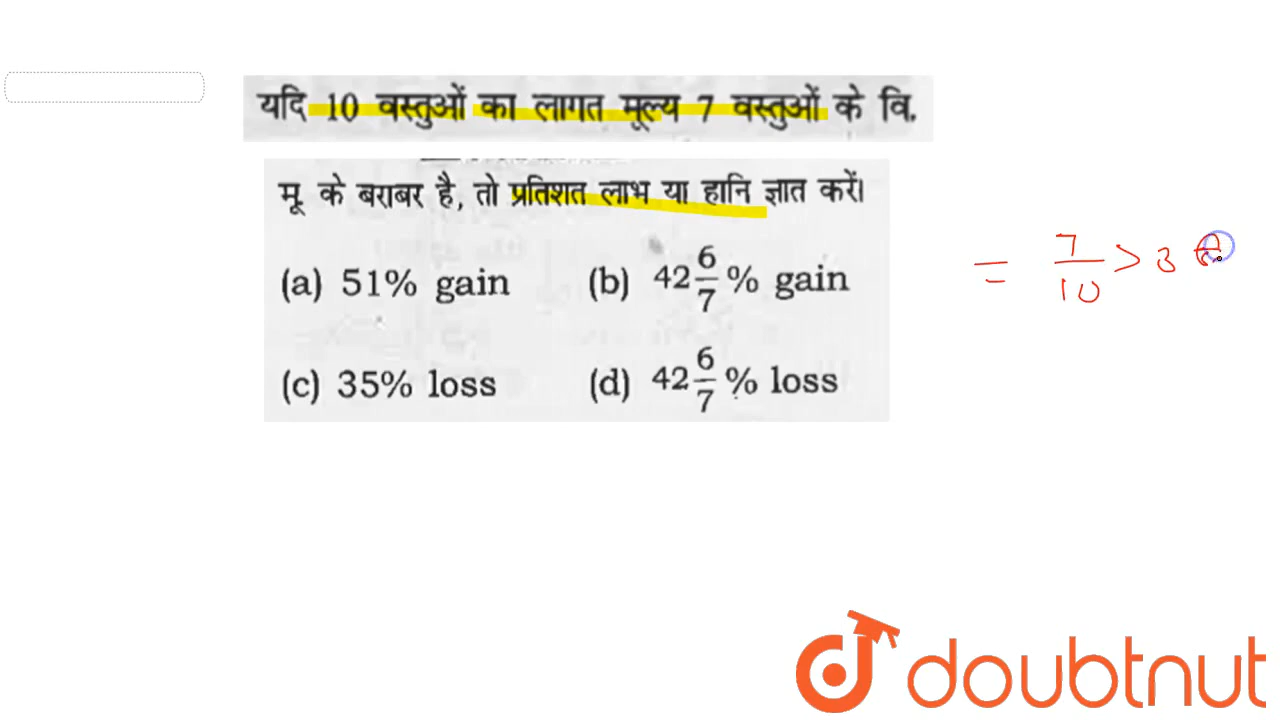 यदि 10 वस्तुओं का लागत मूल्य 7 वस्तुओं के वि.
मू. के बराबर है, तो प्रतिशत लाभ या हानि ज्ञात करें।
(a) 51% gain (b) 42 6/7 % gain
(c) 35% loss (d) 42 6/7 % loss
= 7/10 > 3
doubtnut